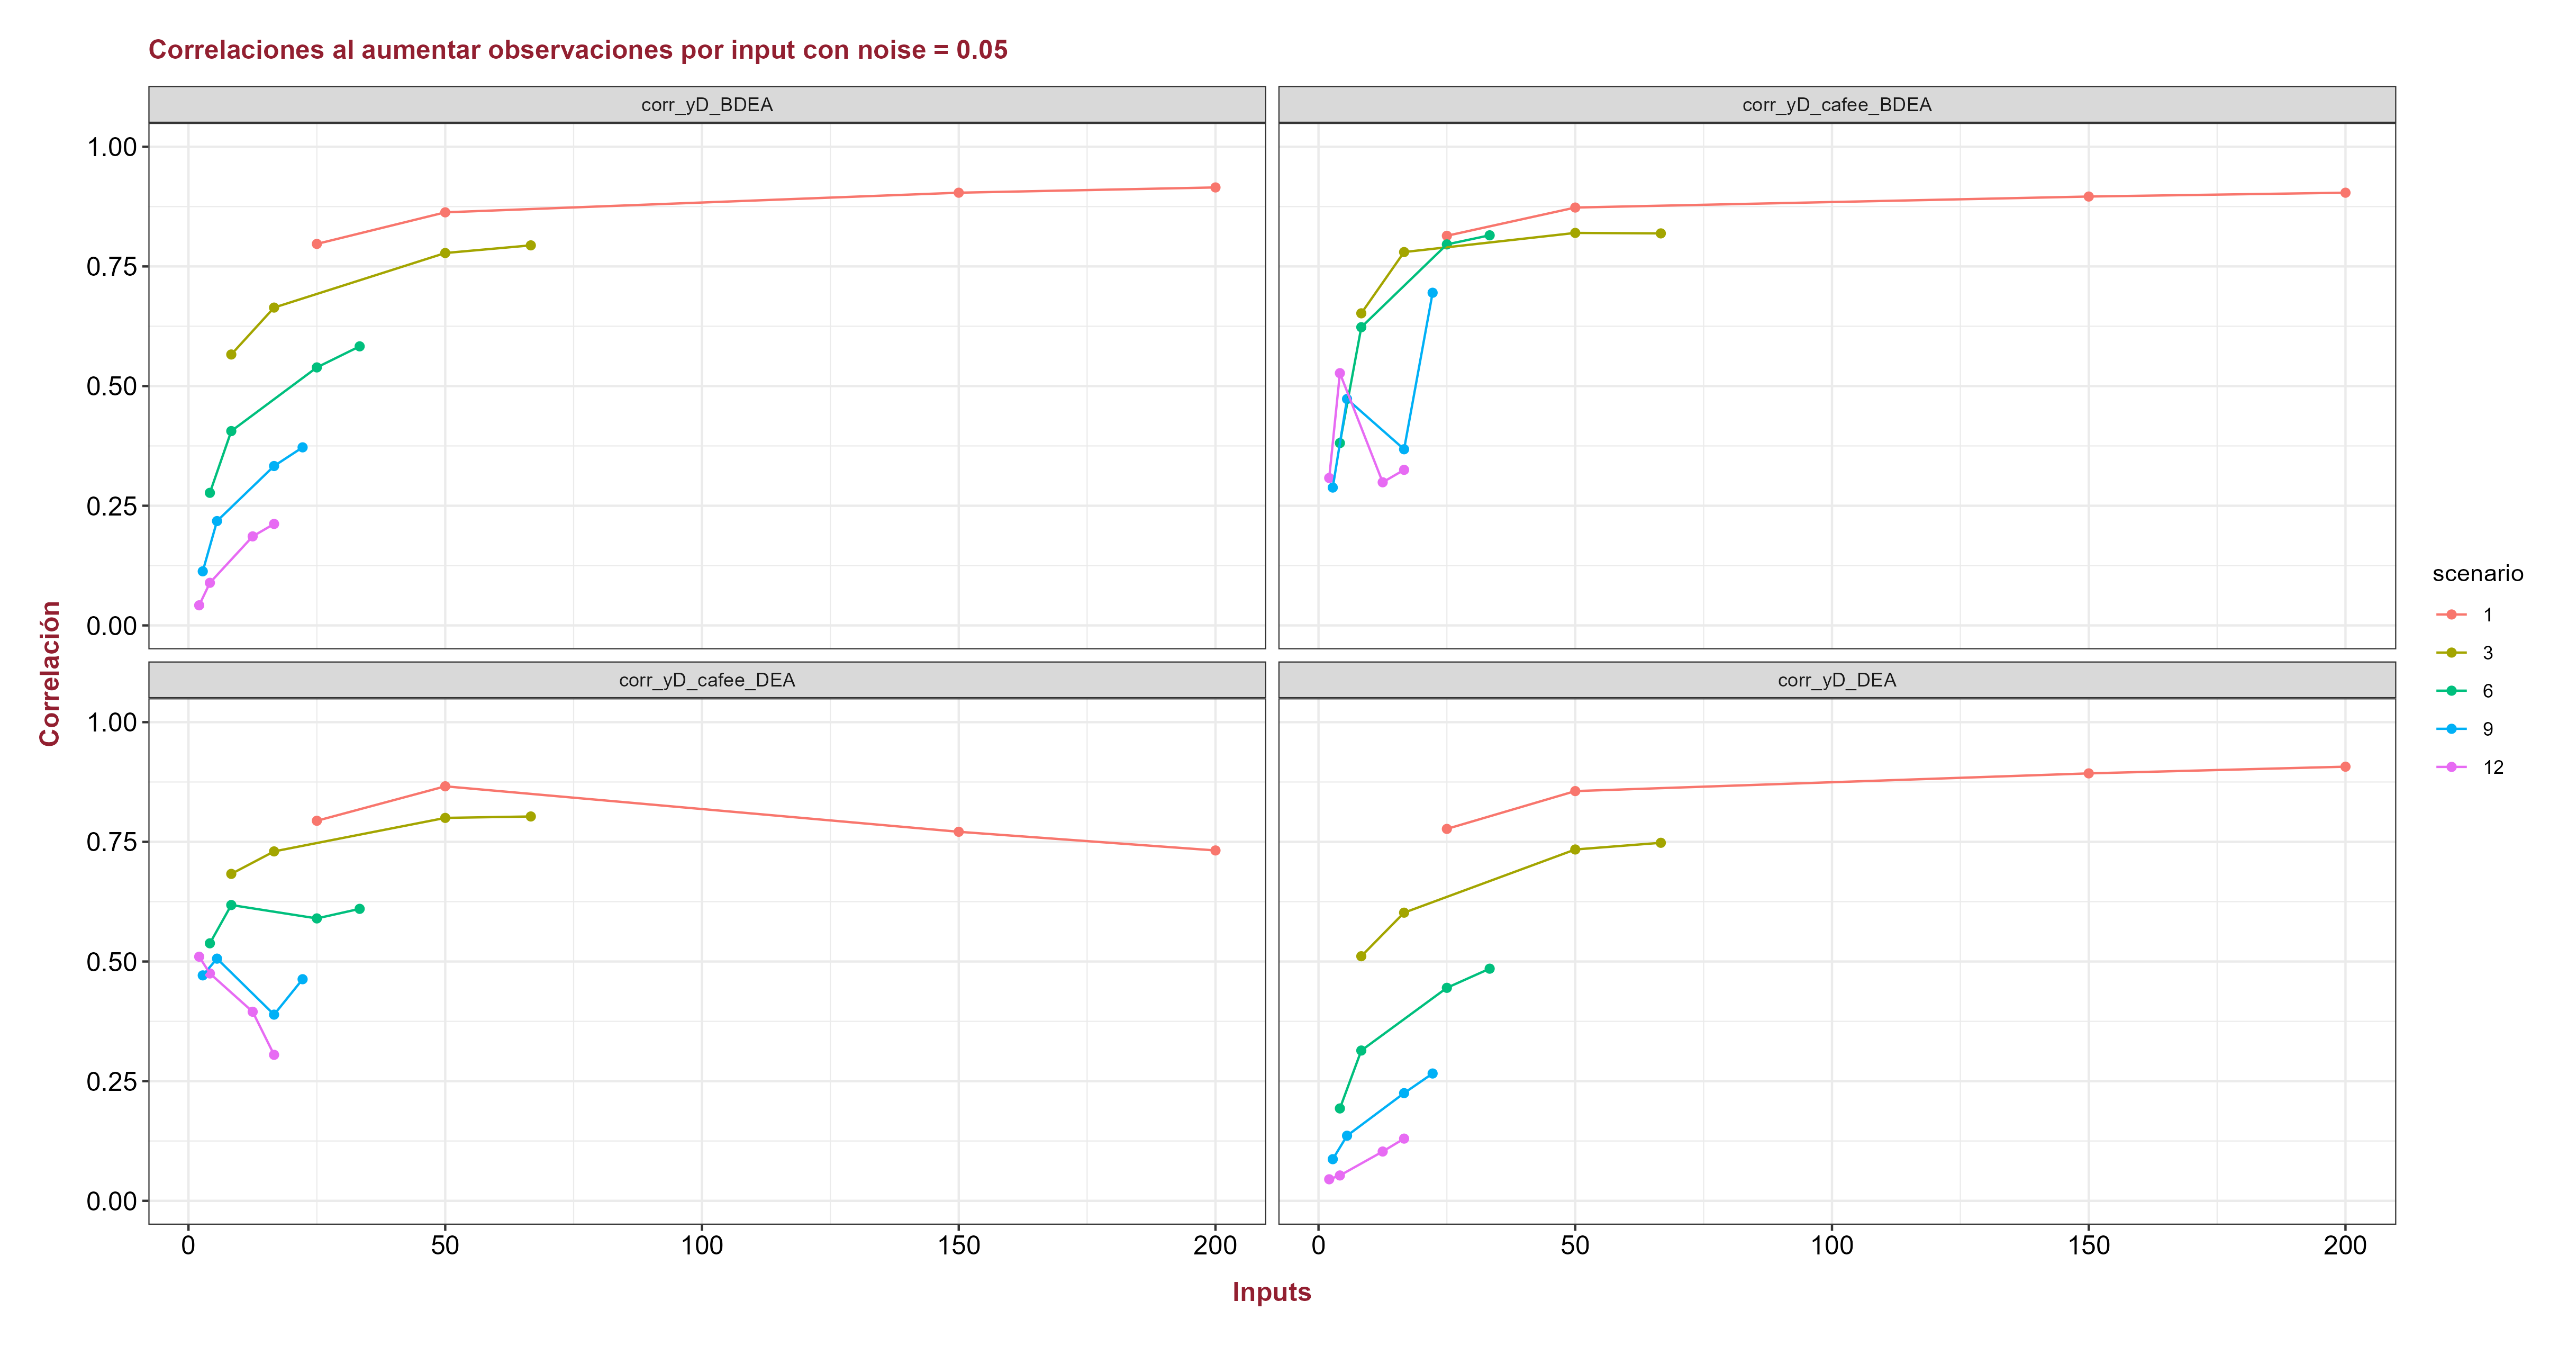 Correlaciones al aumentar observaciones por input con noise = 0.05
corr_yD_BDEA
corr_yD_cafee_BDEA
1.00
0.75
0.50
0.25
0.00
corr_yD_cafee_DEA
corr_yD_DEA
1.00
0.75
0.50
0.25
0.00
Correlación
0 50 100 150 200
0 50 100 150 200
Inputs
scenario
1
3
6
9
12